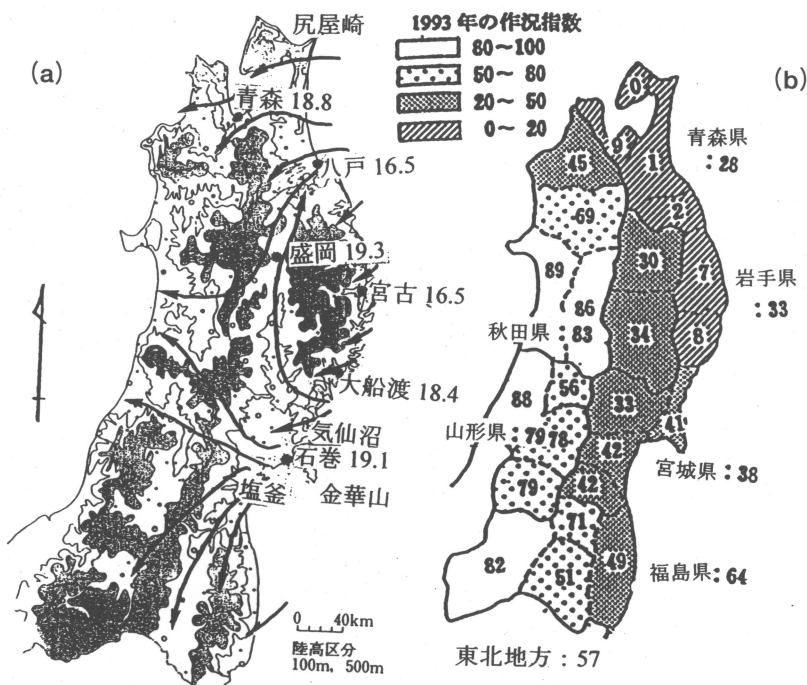 (a)
尻屋崎
青森 18.8
八戸 16.5
盛岡 19.3
宮古 16.5
大船渡 18.4
気仙沼
石巻 19.1
塩釜 金華山
0 40km
陸高区分
100m, 500m
1993年の作況指数
80～100
50～80
20～50
0～20
(b)
0
9
1
青森県
:28
45
2
69
30
7
岩手県
:33
89
86
83
秋田県
34
8
88
56
33
41
山形県
:79
78
42
宮城県:38
79
42
71
82
51
49
福島県:64
東北地方:57